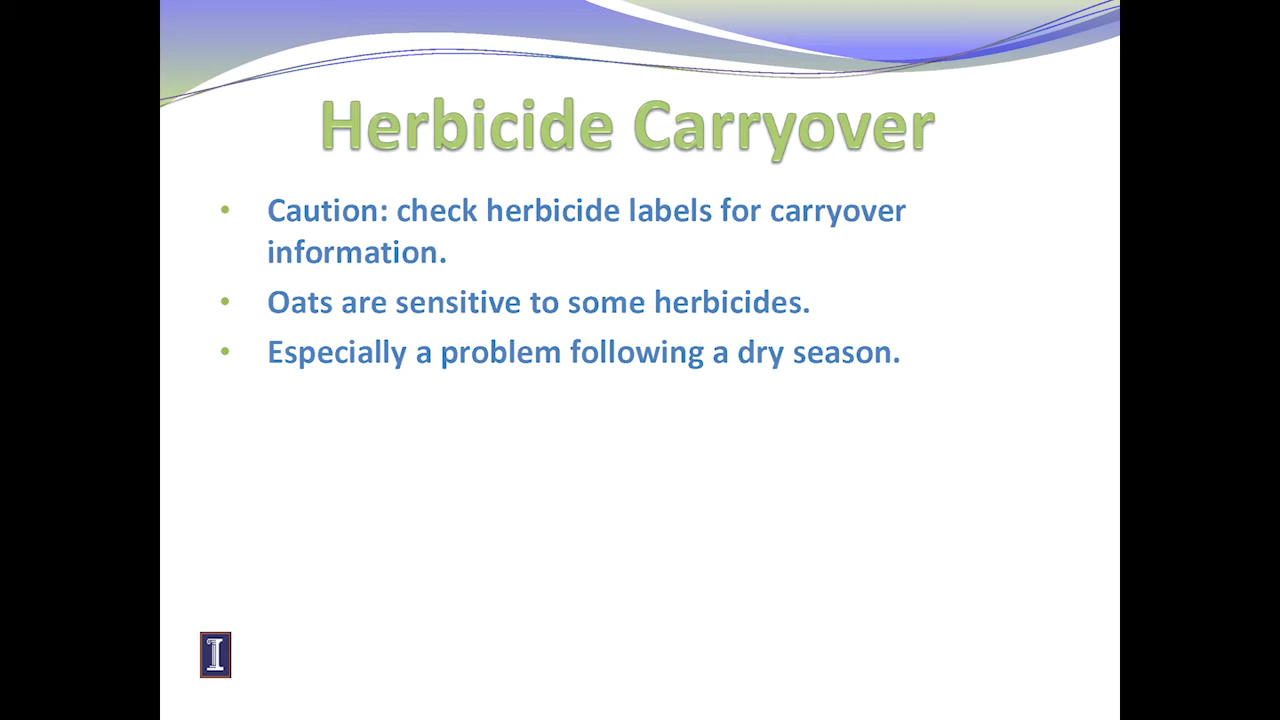 Herbicide Carryover
• Caution: check herbicide labels for carryover
information.
• Oats are sensitive to some herbicides.
• Especially a problem following a dry season.
I